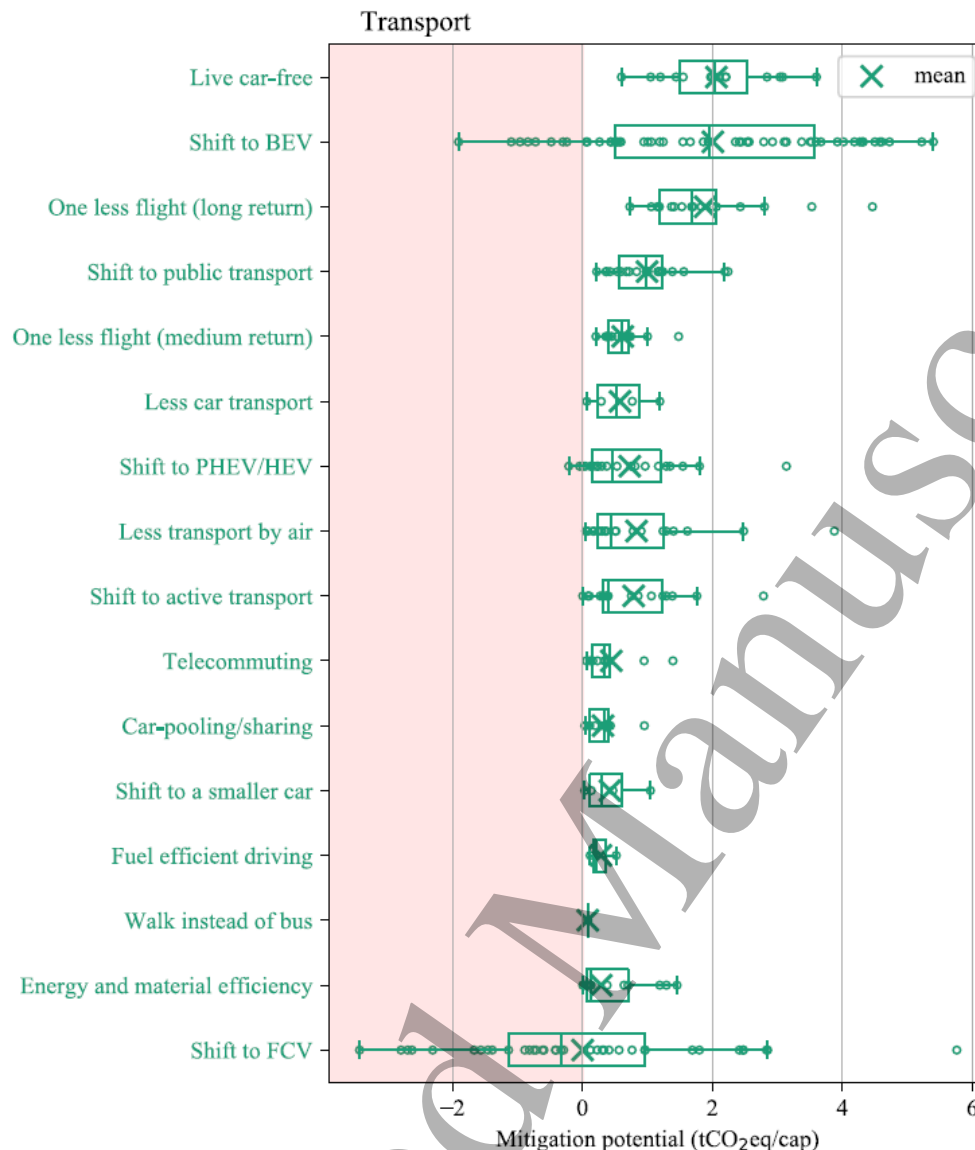 Transport
mean
Live car-free
Shift to BEV
One less flight (long return)
Shift to public transport
One less flight (medium return)
Less car transport
Shift to PHEV/HEV
Less transport by air
Shift to active transport
Telecommuting
Car-pooling/sharing
Shift to a smaller car
Fuel efficient driving
Walk instead of bus
Energy and material efficiency
Shift to FCV
−2 0 2 4 6
Mitigation potential (tCO₂eq/cap)
d Manusc